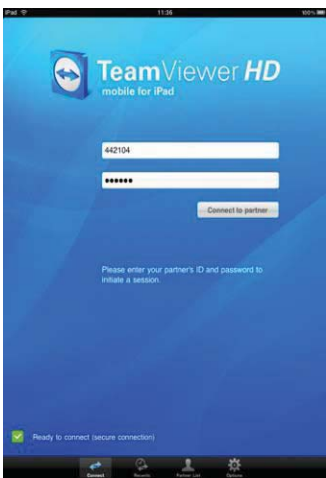 iPad 11:36 100%
TeamViewer HD
mobile for iPad
442104
••••••
Connect to partner
Please enter your partner's ID and password to
initiate a session.
Ready to connect (secure connection)
Connect Recents Partner List Options